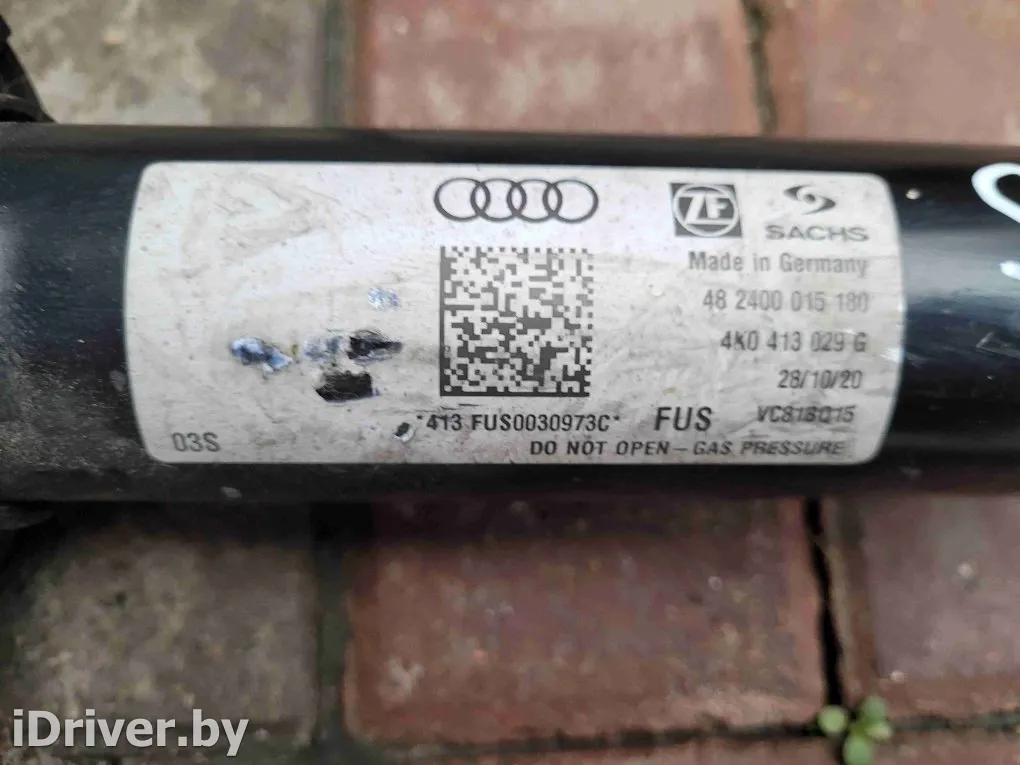 ZF SACHS
Made in Germany
48 2400 015 180
4K0 413 029 G
28/10/20
*413 FUS0030973C* FUS VC818Q15
03S
DO NOT OPEN – GAS PRESSURE
iDriver.by